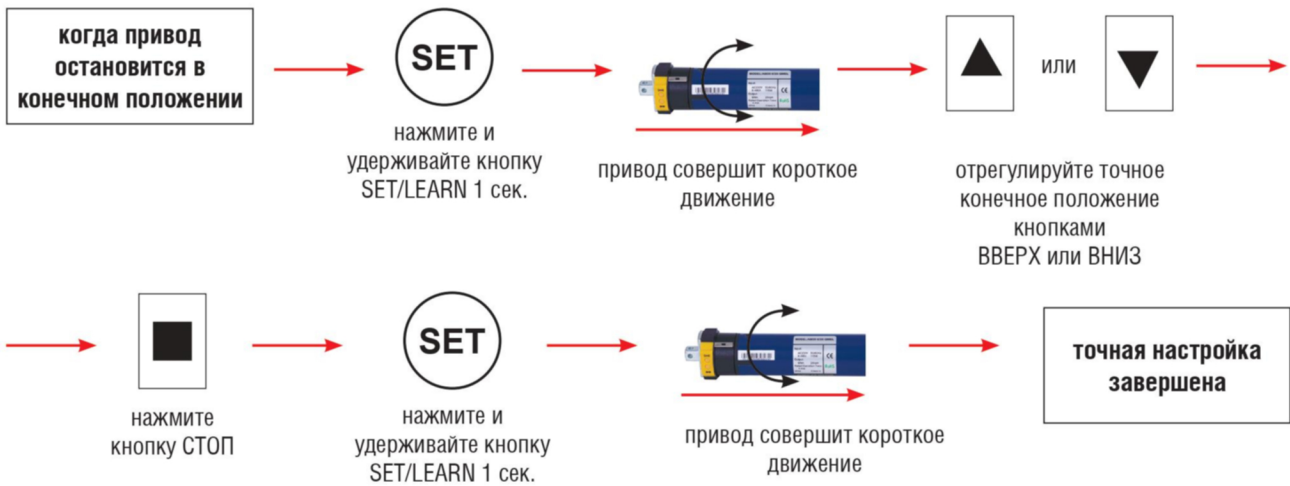 когда привод
остановится в
конечном положении
SET
нажмите и
удерживайте кнопку
SET/LEARN 1 сек.
привод совершит короткое
движение
или
отрегулируйте точное
конечное положение
кнопками
ВВЕРХ или ВНИЗ
нажмите
кнопку СТОП
SET
нажмите и
удерживайте кнопку
SET/LEARN 1 сек.
привод совершит короткое
движение
точная настройка
завершена